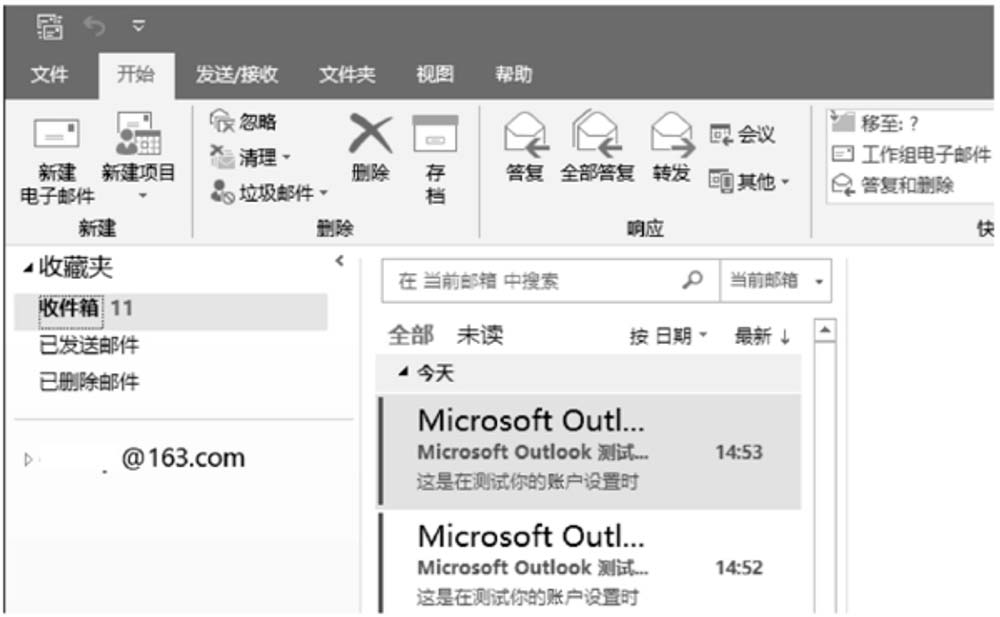 文件 开始 发送/接收 文件夹 视图 帮助
新建
电子邮件
新建项目
新建
忽略
清理
垃圾邮件
删除
存
档
删除
答复
全部答复
转发
会议
其他
响应
移至: ?
工作组电子邮件
答复和删除
快
收藏夹
收件箱 11
已发送邮件
已删除邮件
@163.com
在 当前邮箱 中搜索
当前邮箱
全部 未读 按 日期 最新 ↓
今天
Microsoft Outl...
Microsoft Outlook 测试... 14:53
这是在测试你的账户设置时
Microsoft Outl...
Microsoft Outlook 测试... 14:52
这是在测试你的账户设置时